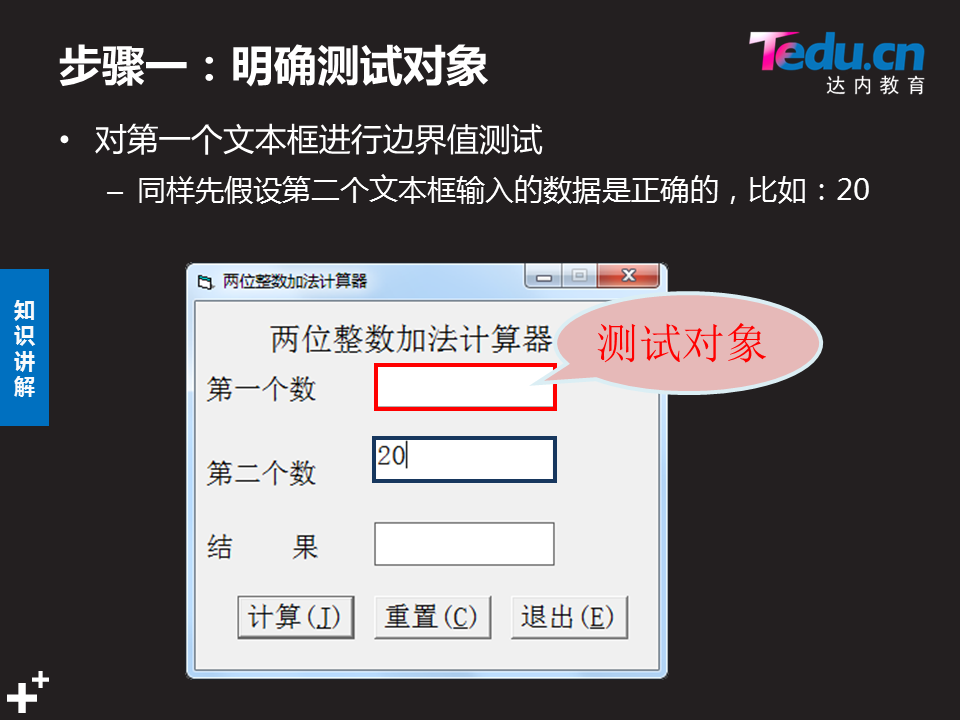 步骤一：明确测试对象
Tedu.cn
达内教育
• 对第一个文本框进行边界值测试
– 同样先假设第二个文本框输入的数据是正确的，比如：20
知识讲解
两位整数加法计算器
两位整数加法计算器
测试对象
第一个数
第二个数
20
结 果
计算(J)
重置(C)
退出(E)